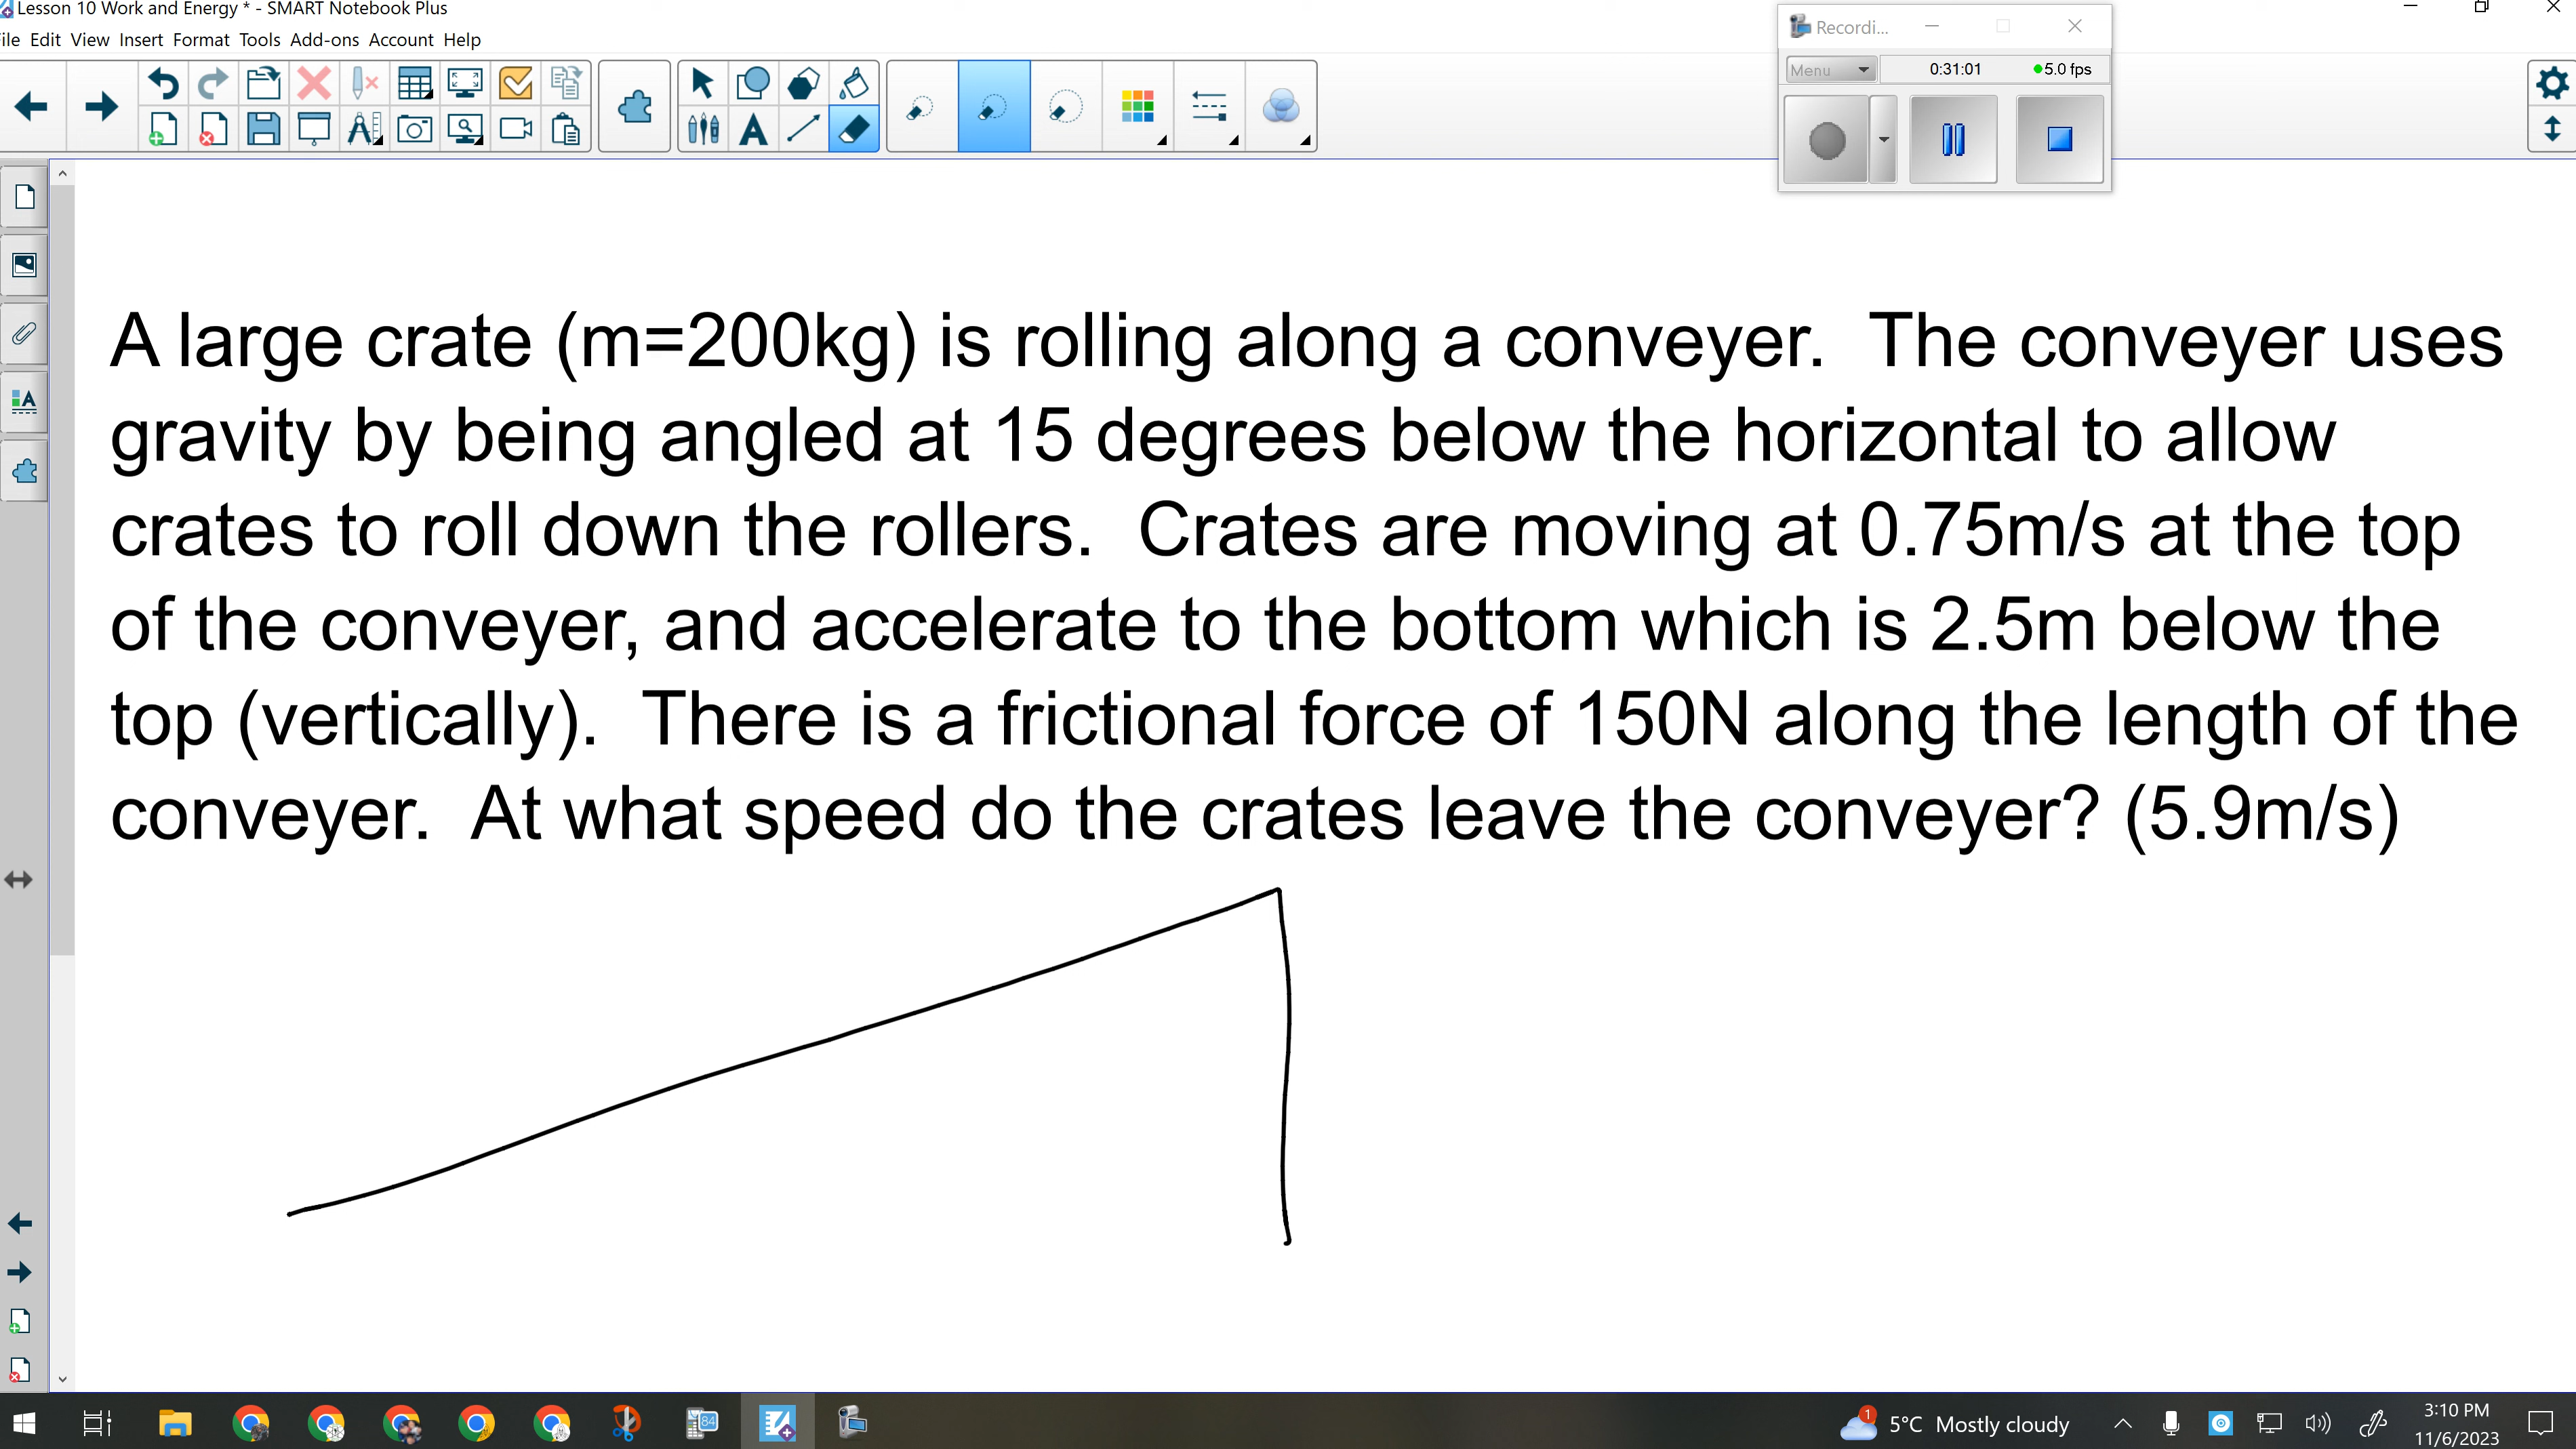 Lesson 10 Work and Energy * - SMART Notebook Plus
ile Edit View Insert Format Tools Add-ons Account Help
Recordi...
Menu 0:31:01 5.0 fps
A large crate (m=200kg) is rolling along a conveyer. The conveyer uses
gravity by being angled at 15 degrees below the horizontal to allow
crates to roll down the rollers. Crates are moving at 0.75m/s at the top
of the conveyer, and accelerate to the bottom which is 2.5m below the
top (vertically). There is a frictional force of 150N along the length of the
conveyer. At what speed do the crates leave the conveyer? (5.9m/s)
84
1
5°C Mostly cloudy
3:10 PM
11/6/2023